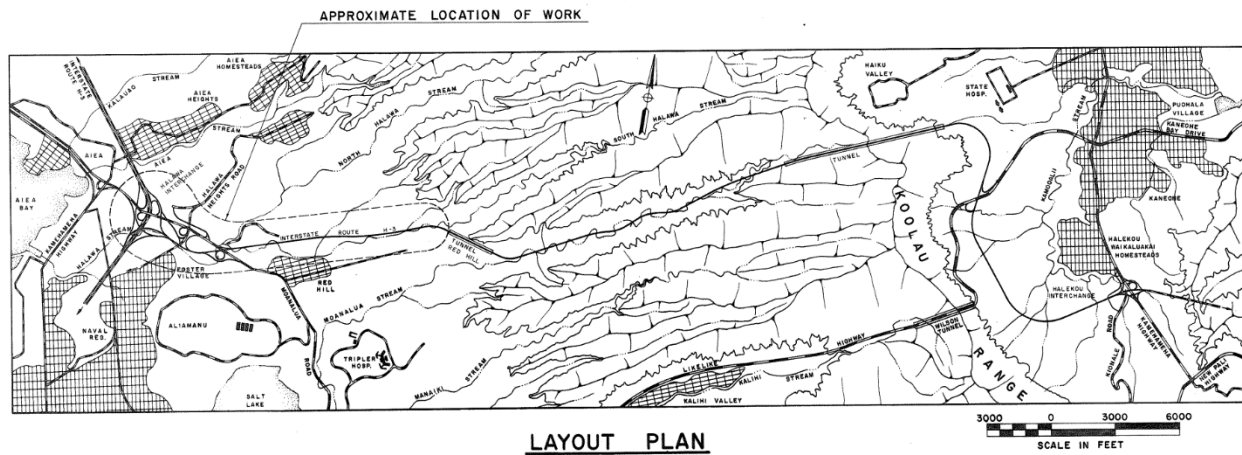 APPROXIMATE LOCATION OF WORK
INTERSTATE
ROUTE H-3
KALAUAO
STREAM
AIEA
HOMESTEADS
AIEA
HEIGHTS
STREAM
AIEA
AIEA
AIEA
BAY
HALAWA
INTERCHANGE
HALAWA
HEIGHTS ROAD
NORTH
HALAWA
STREAM
SOUTH
HALAWA
STREAM
KAMEHAMEHA
HIGHWAY
HALAWA
STREAM
INTERSTATE ROUTE H-3
TUNNEL
RED HILL
TUNNEL
FOSTER
VILLAGE
RED
HILL
MOANALUA
ROAD
MOANALUA STREAM
NAVAL
RES.
ALIAMANU
TRIPLER
HOSP.
SALT
LAKE
MANAIKI
STREAM
LIKELIKE
HIGHWAY
KALIHI
STREAM
KALIHI VALLEY
WILSON
TUNNEL
KOOLAU
RANGE
HAIKU
VALLEY
STATE
HOSP.
STREAM
KAMOOALII
PUOHALA
VILLAGE
KANEOHE
BAY DRIVE
KANEOHE
HALEKOU
WAIKALUAKAI
HOMESTEADS
HALEKOU
INTERCHANGE
KIONALE
ROAD
KAMEHAMEHA
HIGHWAY
NEW PALI
HIGHWAY
LAYOUT PLAN
3000 0 3000 6000
SCALE IN FEET